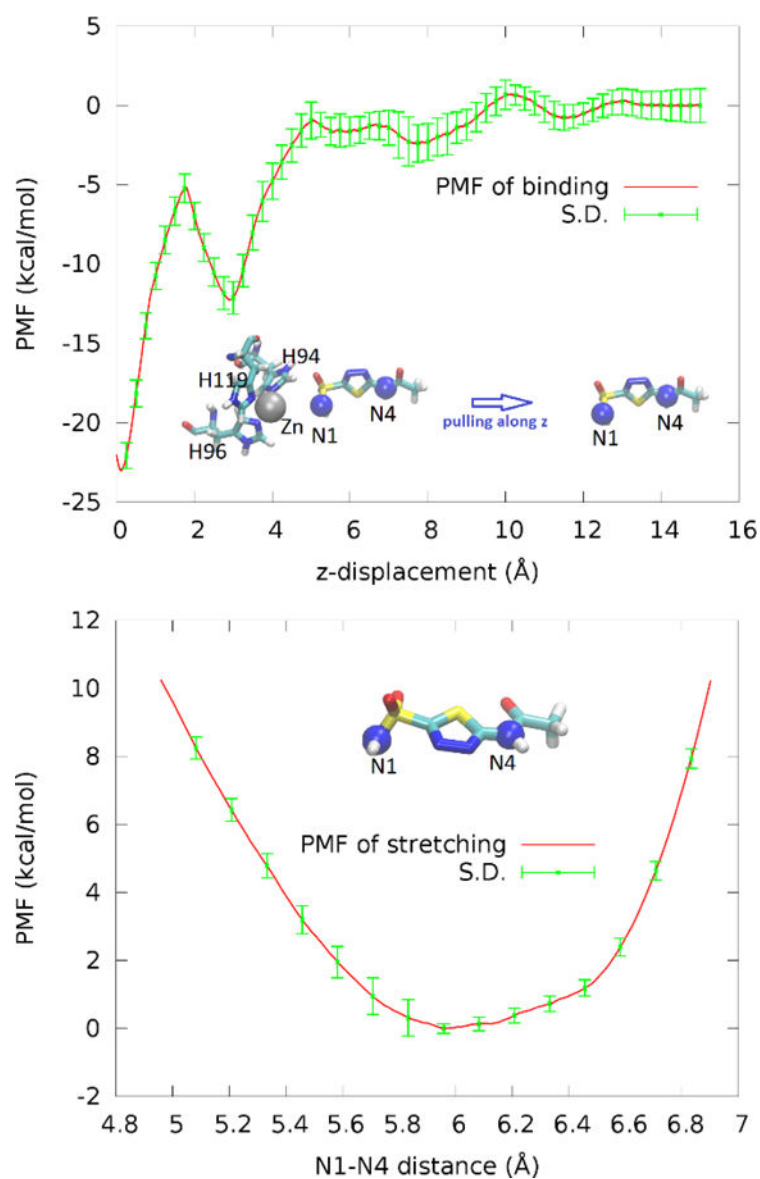 5
0
-5
-10
-15
-20
-25
PMF (kcal/mol)
PMF of binding
S.D.
H94
H119
Zn
N1
N4
H96
pulling along z
N1
N4
0 2 4 6 8 10 12 14 16
z-displacement (Å)
12
10
8
6
4
2
0
-2
PMF (kcal/mol)
N1
N4
PMF of stretching
S.D.
4.8 5 5.2 5.4 5.6 5.8 6 6.2 6.4 6.6 6.8 7
N1-N4 distance (Å)